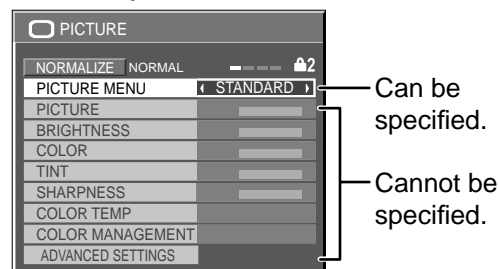 PICTURE
NORMALIZE NORMAL 2
PICTURE MENU STANDARD
PICTURE
BRIGHTNESS
COLOR
TINT
SHARPNESS
COLOR TEMP
COLOR MANAGEMENT
ADVANCED SETTINGS
Can be
specified.
Cannot be
specified.